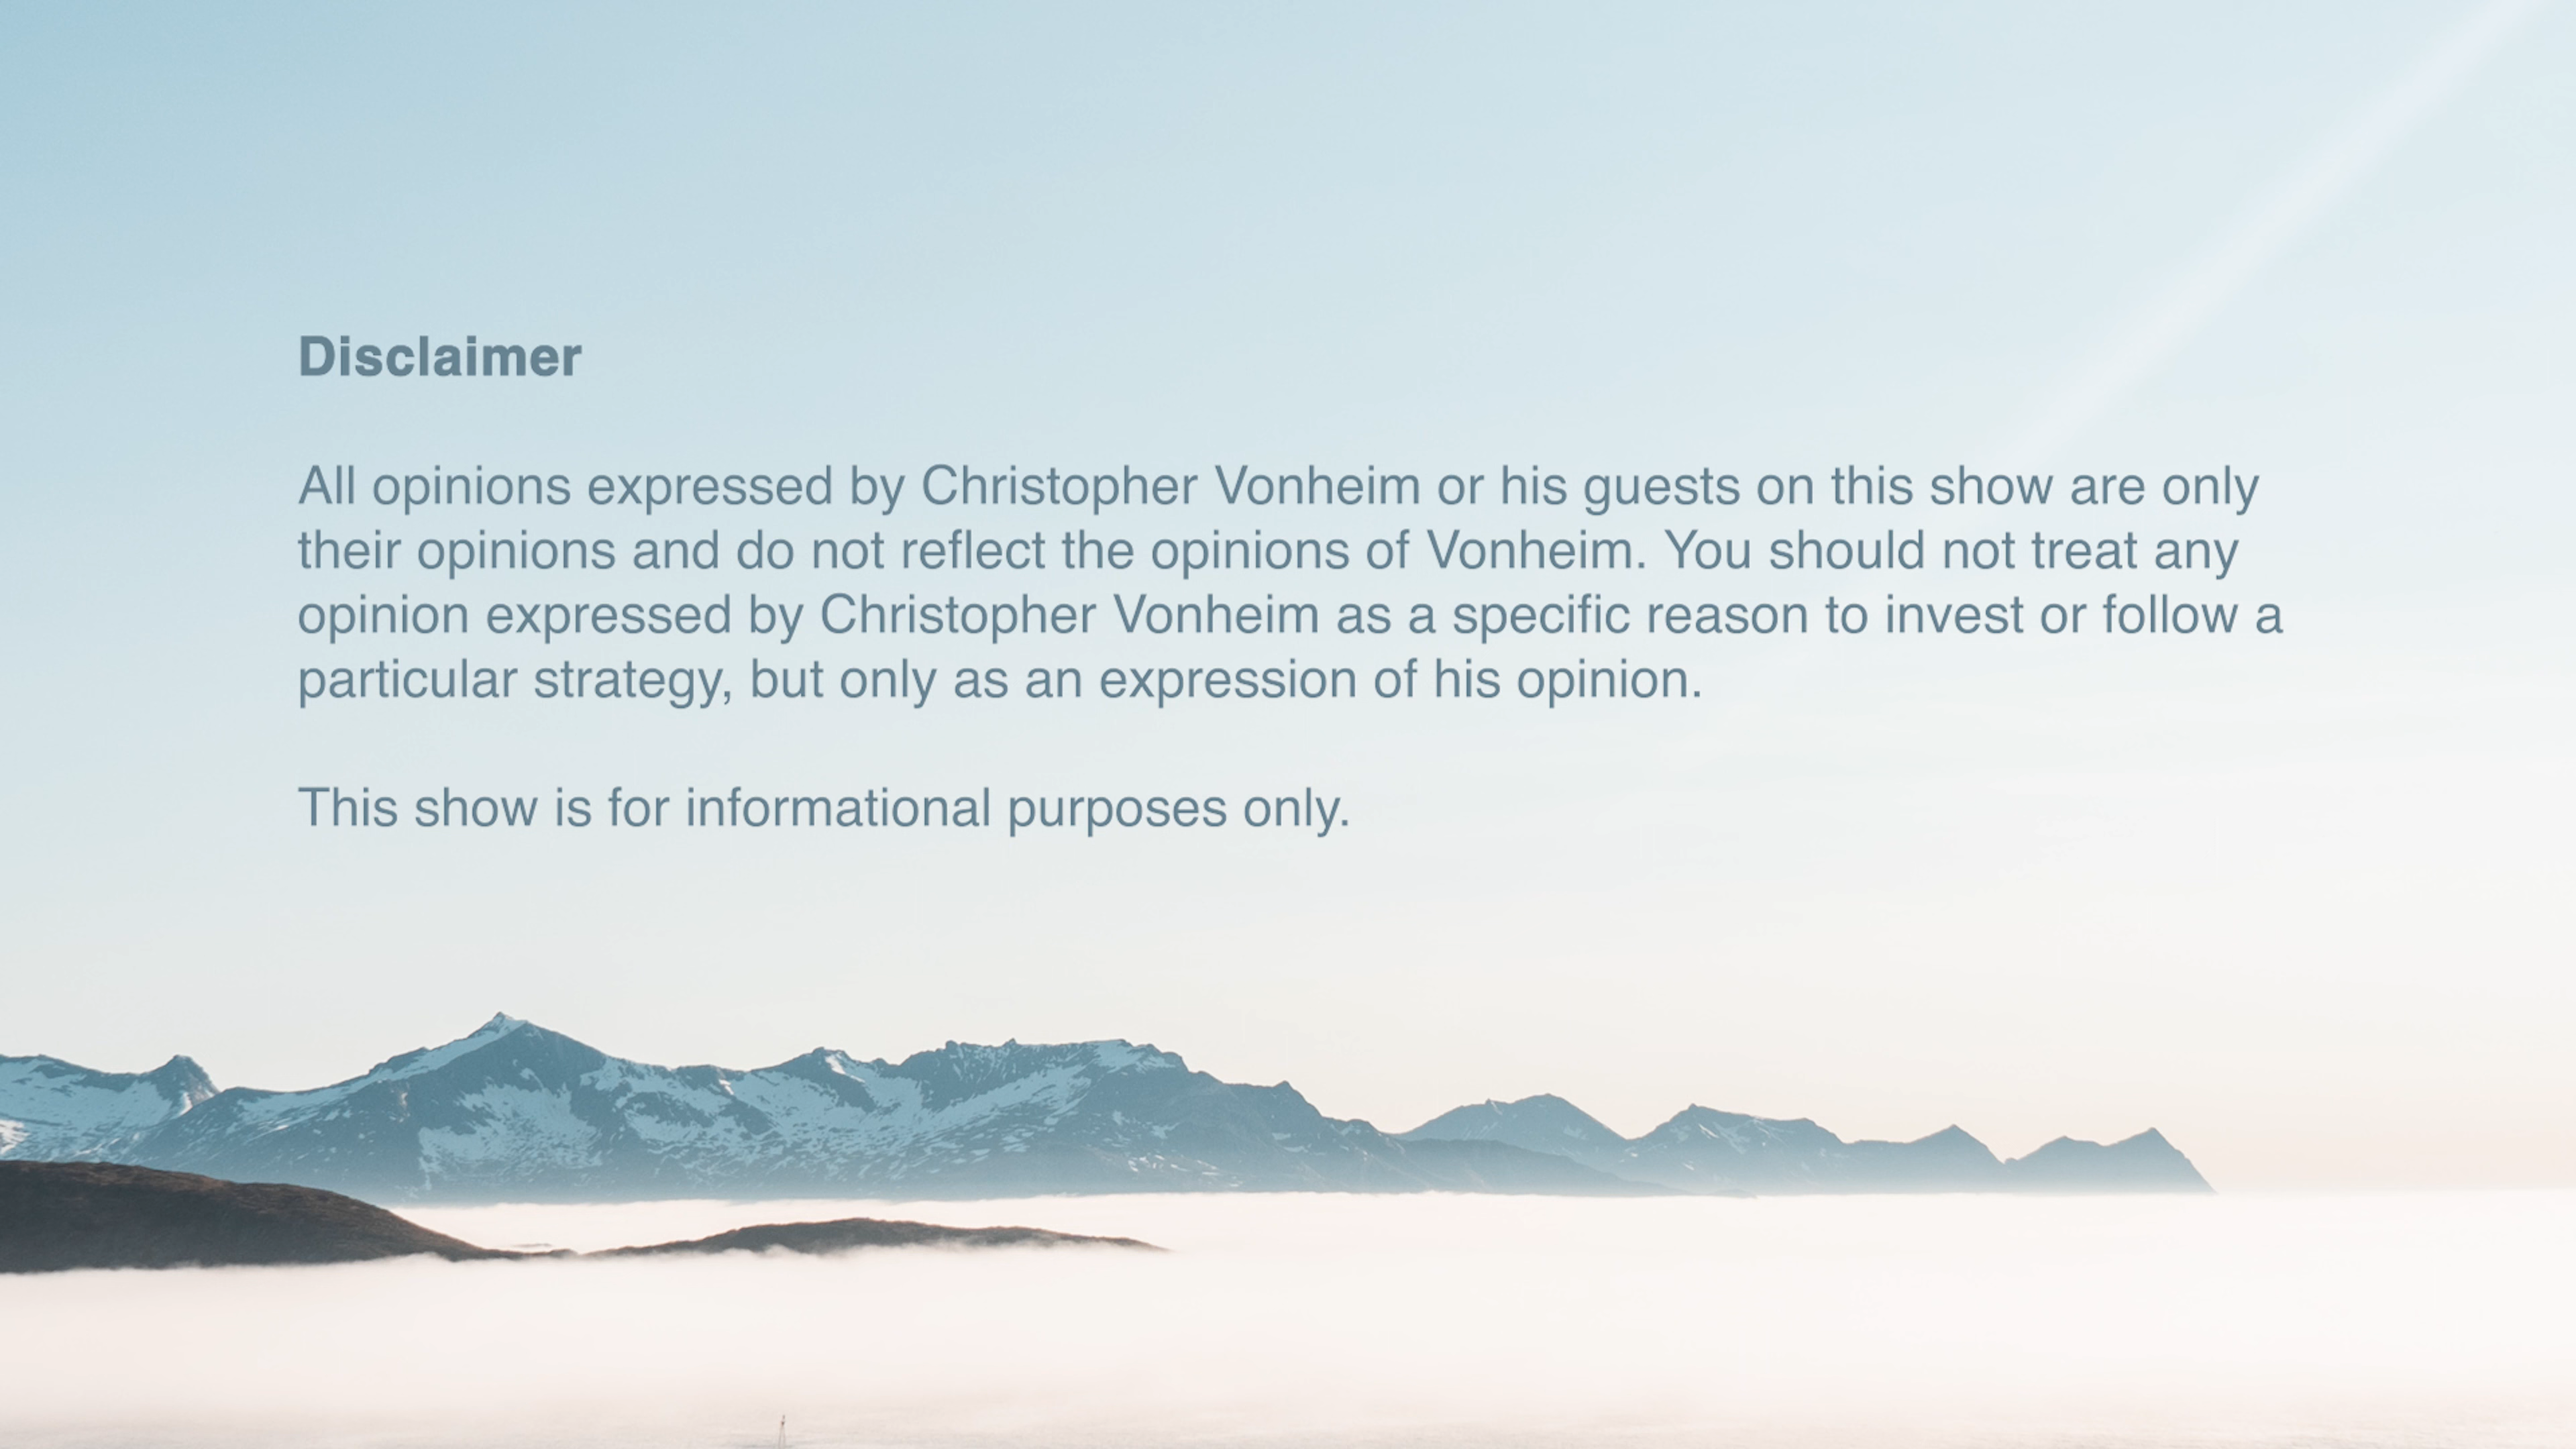 Disclaimer
All opinions expressed by Christopher Vonheim or his guests on this show are only
their opinions and do not reflect the opinions of Vonheim. You should not treat any
opinion expressed by Christopher Vonheim as a specific reason to invest or follow a
particular strategy, but only as an expression of his opinion.
This show is for informational purposes only.